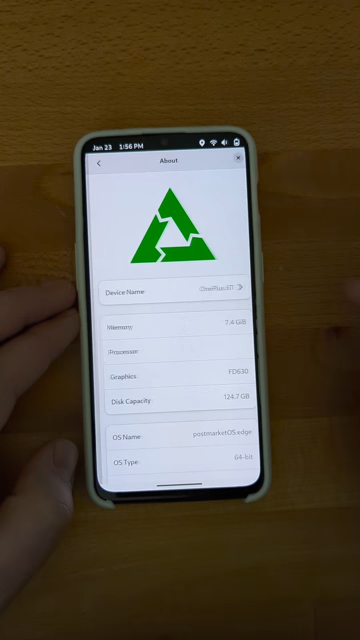 Jan 23 1:56 PM
About
Device Name OnePlus 6T
Memory 7.4 GiB
Processor
Graphics FD630
Disk Capacity 124.7 GB
OS Name postmarketOS edge
OS Type 64-bit